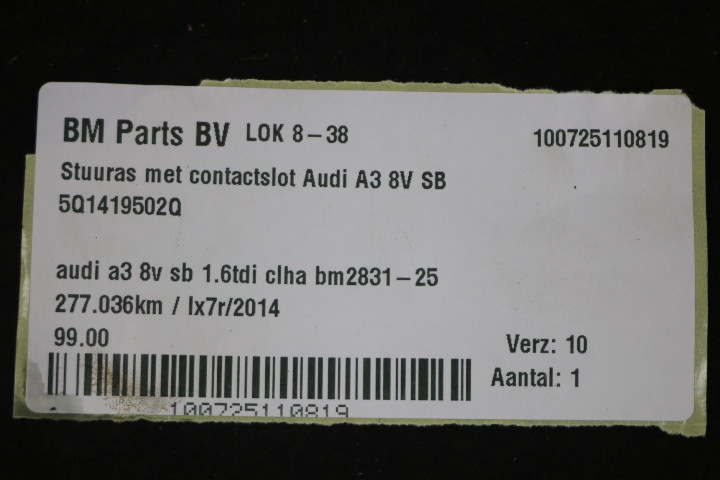 BM Parts BV LOK 8-38 100725110819
Stuuras met contactslot Audi A3 8V SB
5Q1419502Q
audi a3 8v sb 1.6tdi clha bm2831-25
277.036km / lx7r/2014
99.00 Verz: 10
Aantal: 1
100725110819